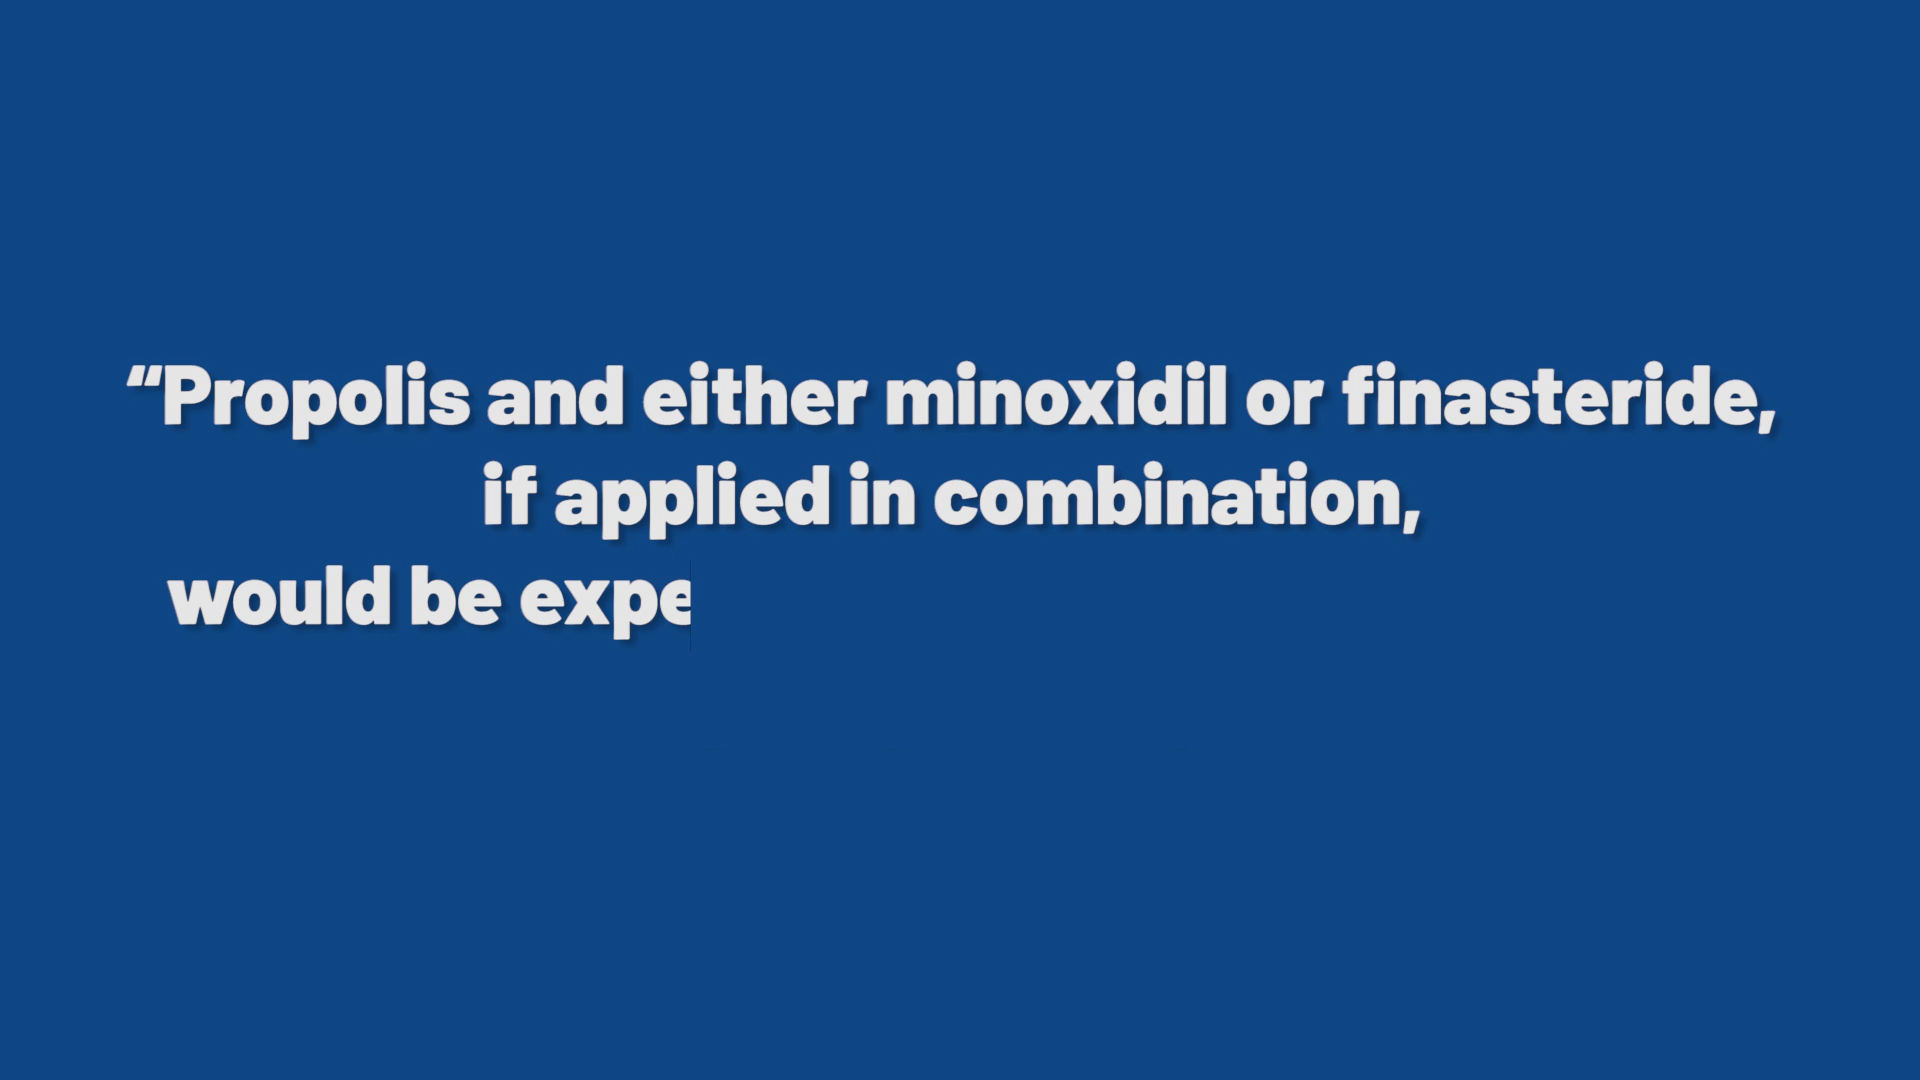 “Propolis and either minoxidil or finasteride,
if applied in combination,
would be expe